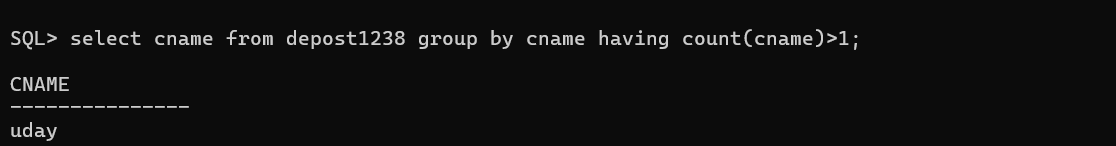 SQL> select cname from depost1238 group by cname having count(cname)>1;
CNAME
---------------
uday